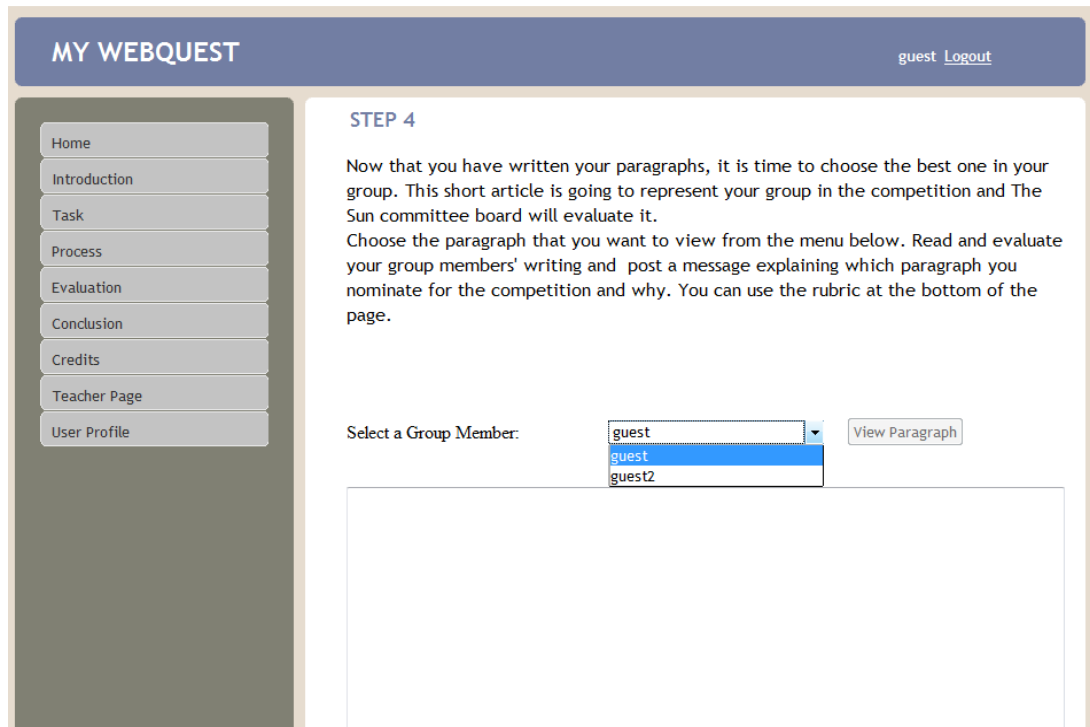 MY WEBQUEST
guest Logout
Home
Introduction
Task
Process
Evaluation
Conclusion
Credits
Teacher Page
User Profile
STEP 4
Now that you have written your paragraphs, it is time to choose the best one in your
group. This short article is going to represent your group in the competition and The
Sun committee board will evaluate it.
Choose the paragraph that you want to view from the menu below. Read and evaluate
your group members' writing and  post a message explaining which paragraph you
nominate for the competition and why. You can use the rubric at the bottom of the
page.
Select a Group Member: guest View Paragraph
guest
guest2